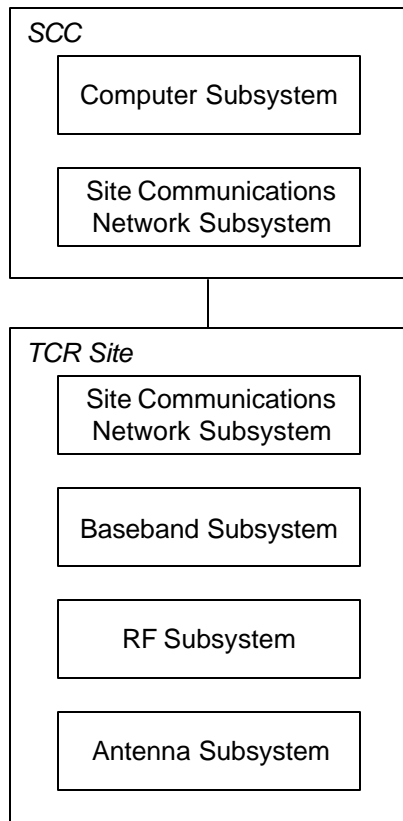 SCC
Computer Subsystem
Site Communications
Network Subsystem
TCR Site
Site Communications
Network Subsystem
Baseband Subsystem
RF Subsystem
Antenna Subsystem